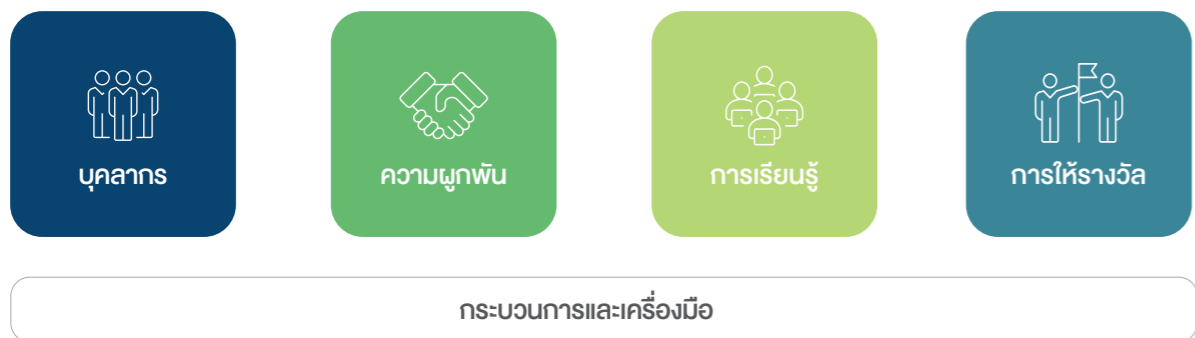 บุคลากร
ความผูกพัน
การเรียนรู้
การให้รางวัล
กระบวนการและเครื่องมือ